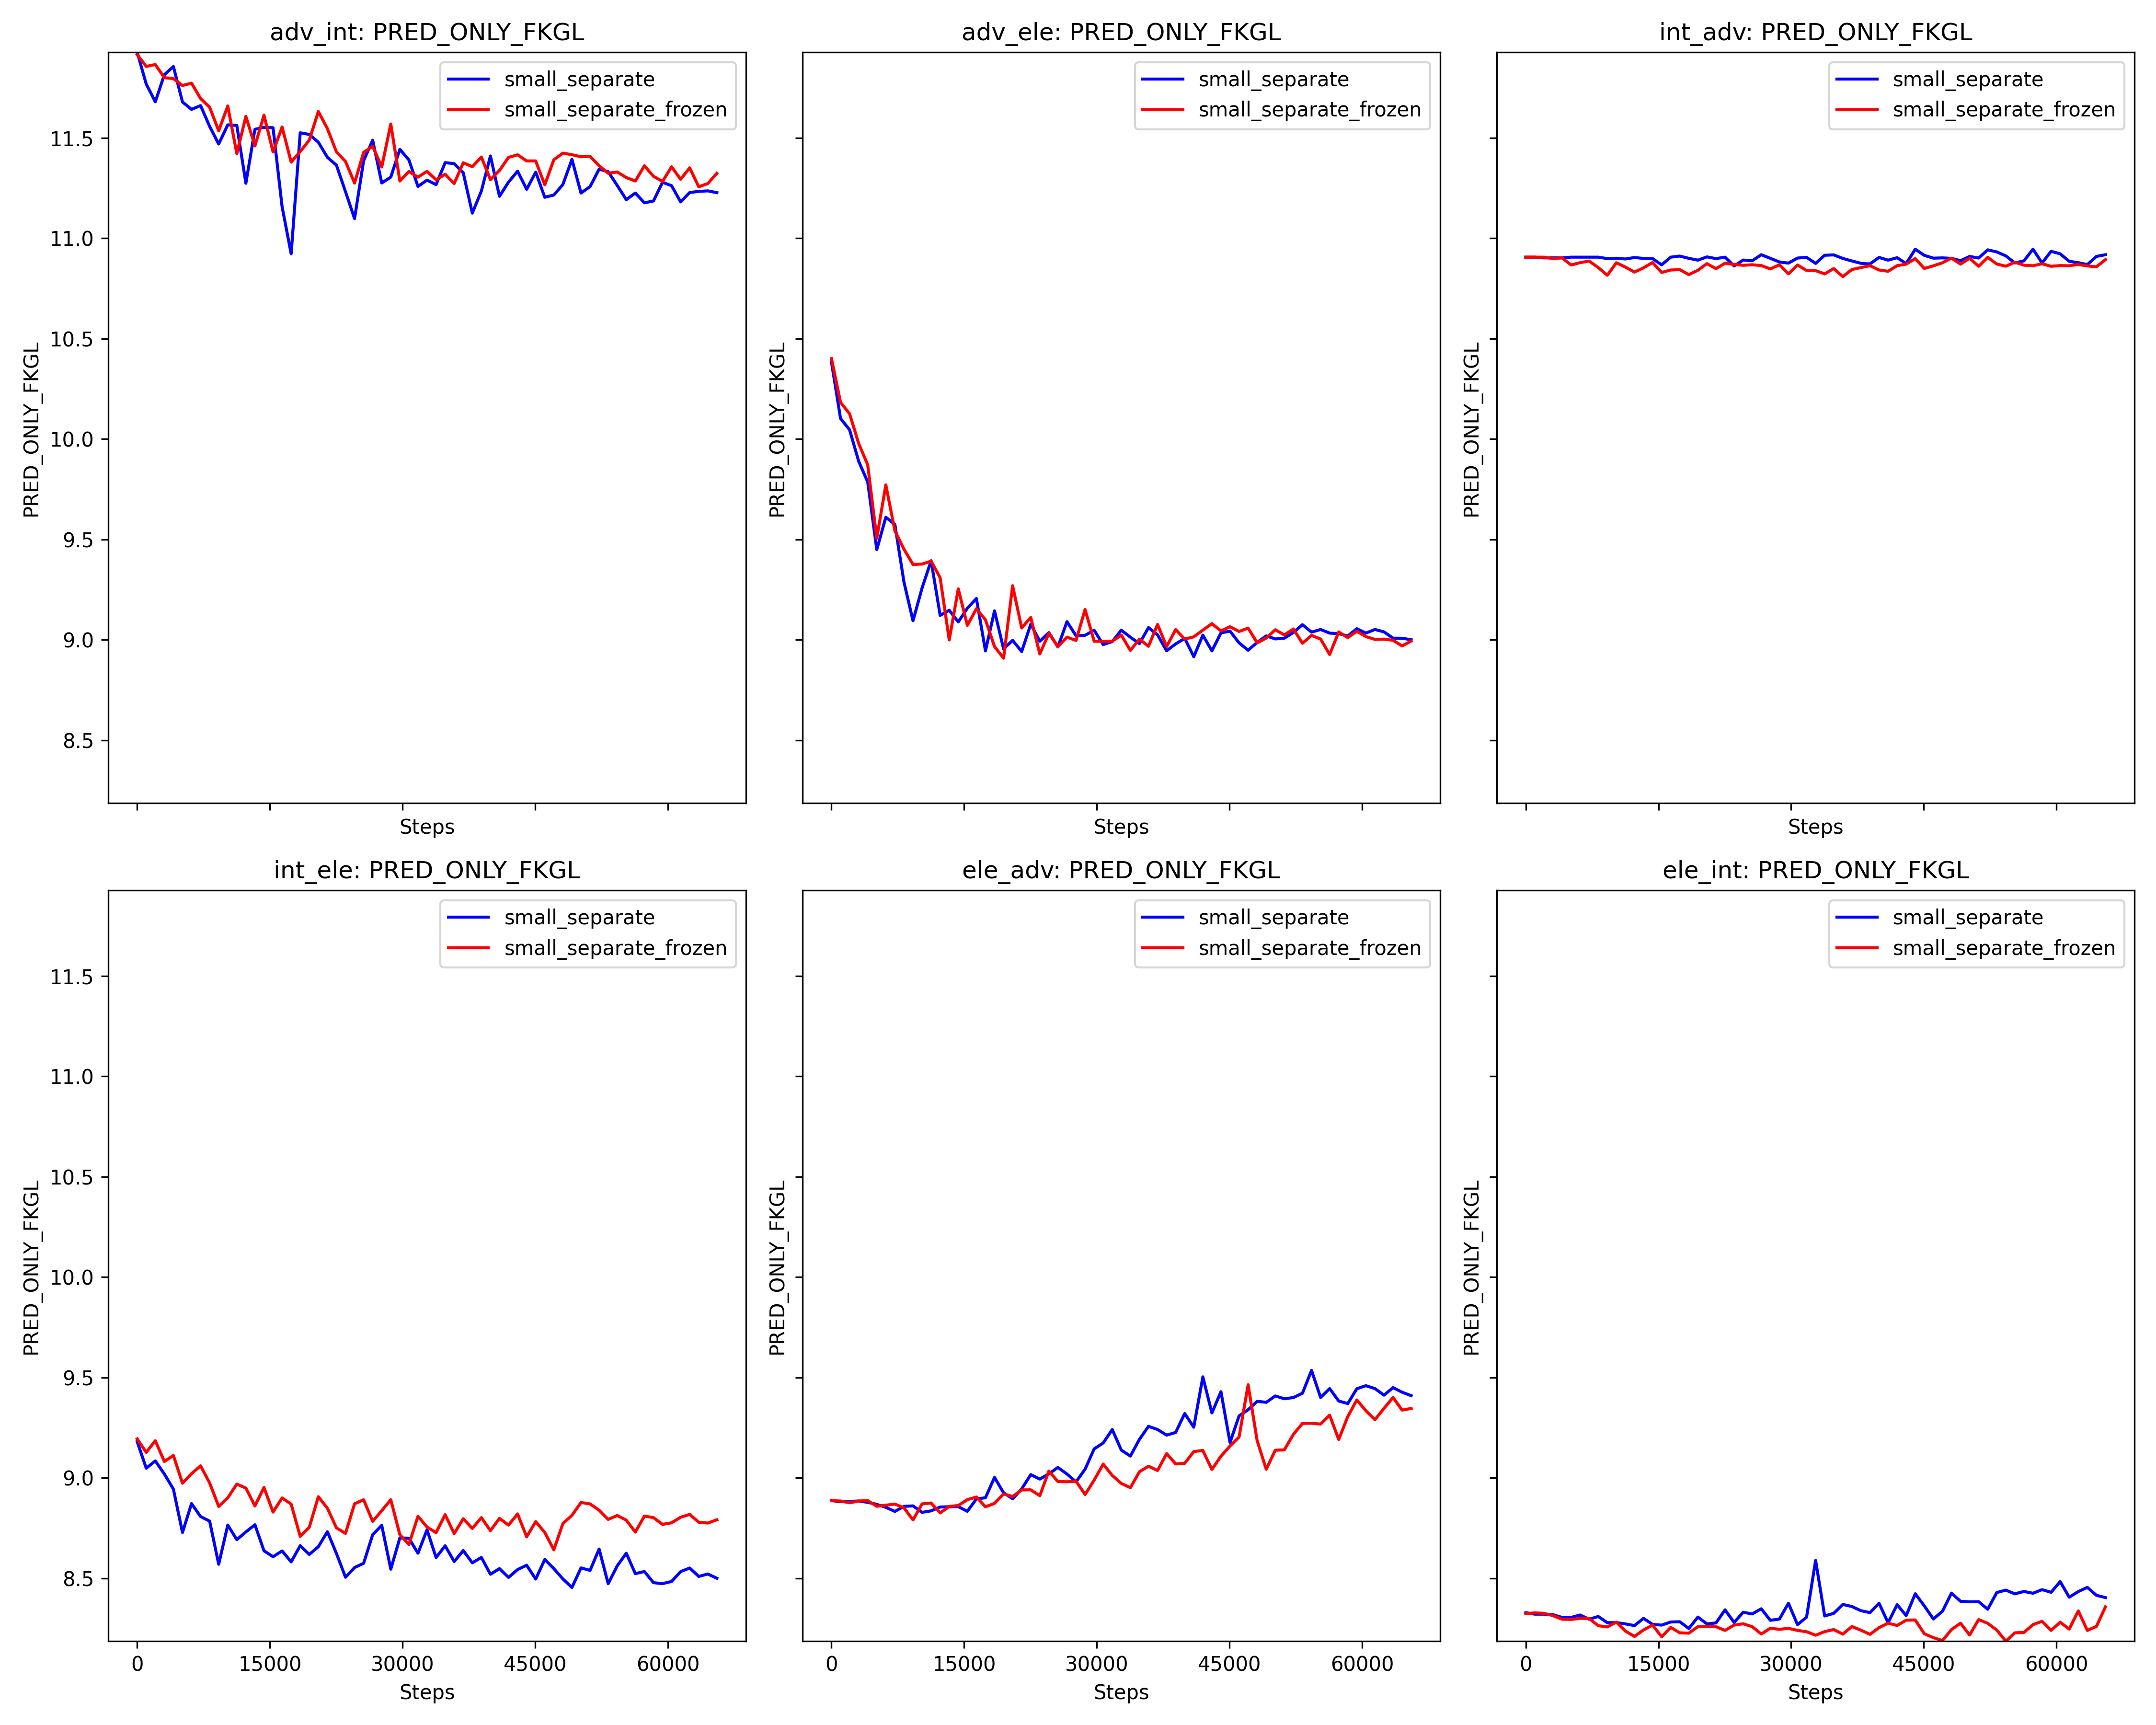 adv_int: PRED_ONLY_FKGL
adv_ele: PRED_ONLY_FKGL
int_adv: PRED_ONLY_FKGL
small_separate
small_separate_frozen
small_separate
small_separate_frozen
small_separate
small_separate_frozen
11.5
11.0
10.5
10.0
9.5
9.0
8.5
PRED_ONLY_FKGL
PRED_ONLY_FKGL
PRED_ONLY_FKGL
Steps
Steps
Steps
int_ele: PRED_ONLY_FKGL
ele_adv: PRED_ONLY_FKGL
ele_int: PRED_ONLY_FKGL
small_separate
small_separate_frozen
small_separate
small_separate_frozen
small_separate
small_separate_frozen
11.5
11.0
10.5
10.0
9.5
9.0
8.5
PRED_ONLY_FKGL
PRED_ONLY_FKGL
PRED_ONLY_FKGL
0 15000 30000 45000 60000
0 15000 30000 45000 60000
0 15000 30000 45000 60000
Steps
Steps
Steps